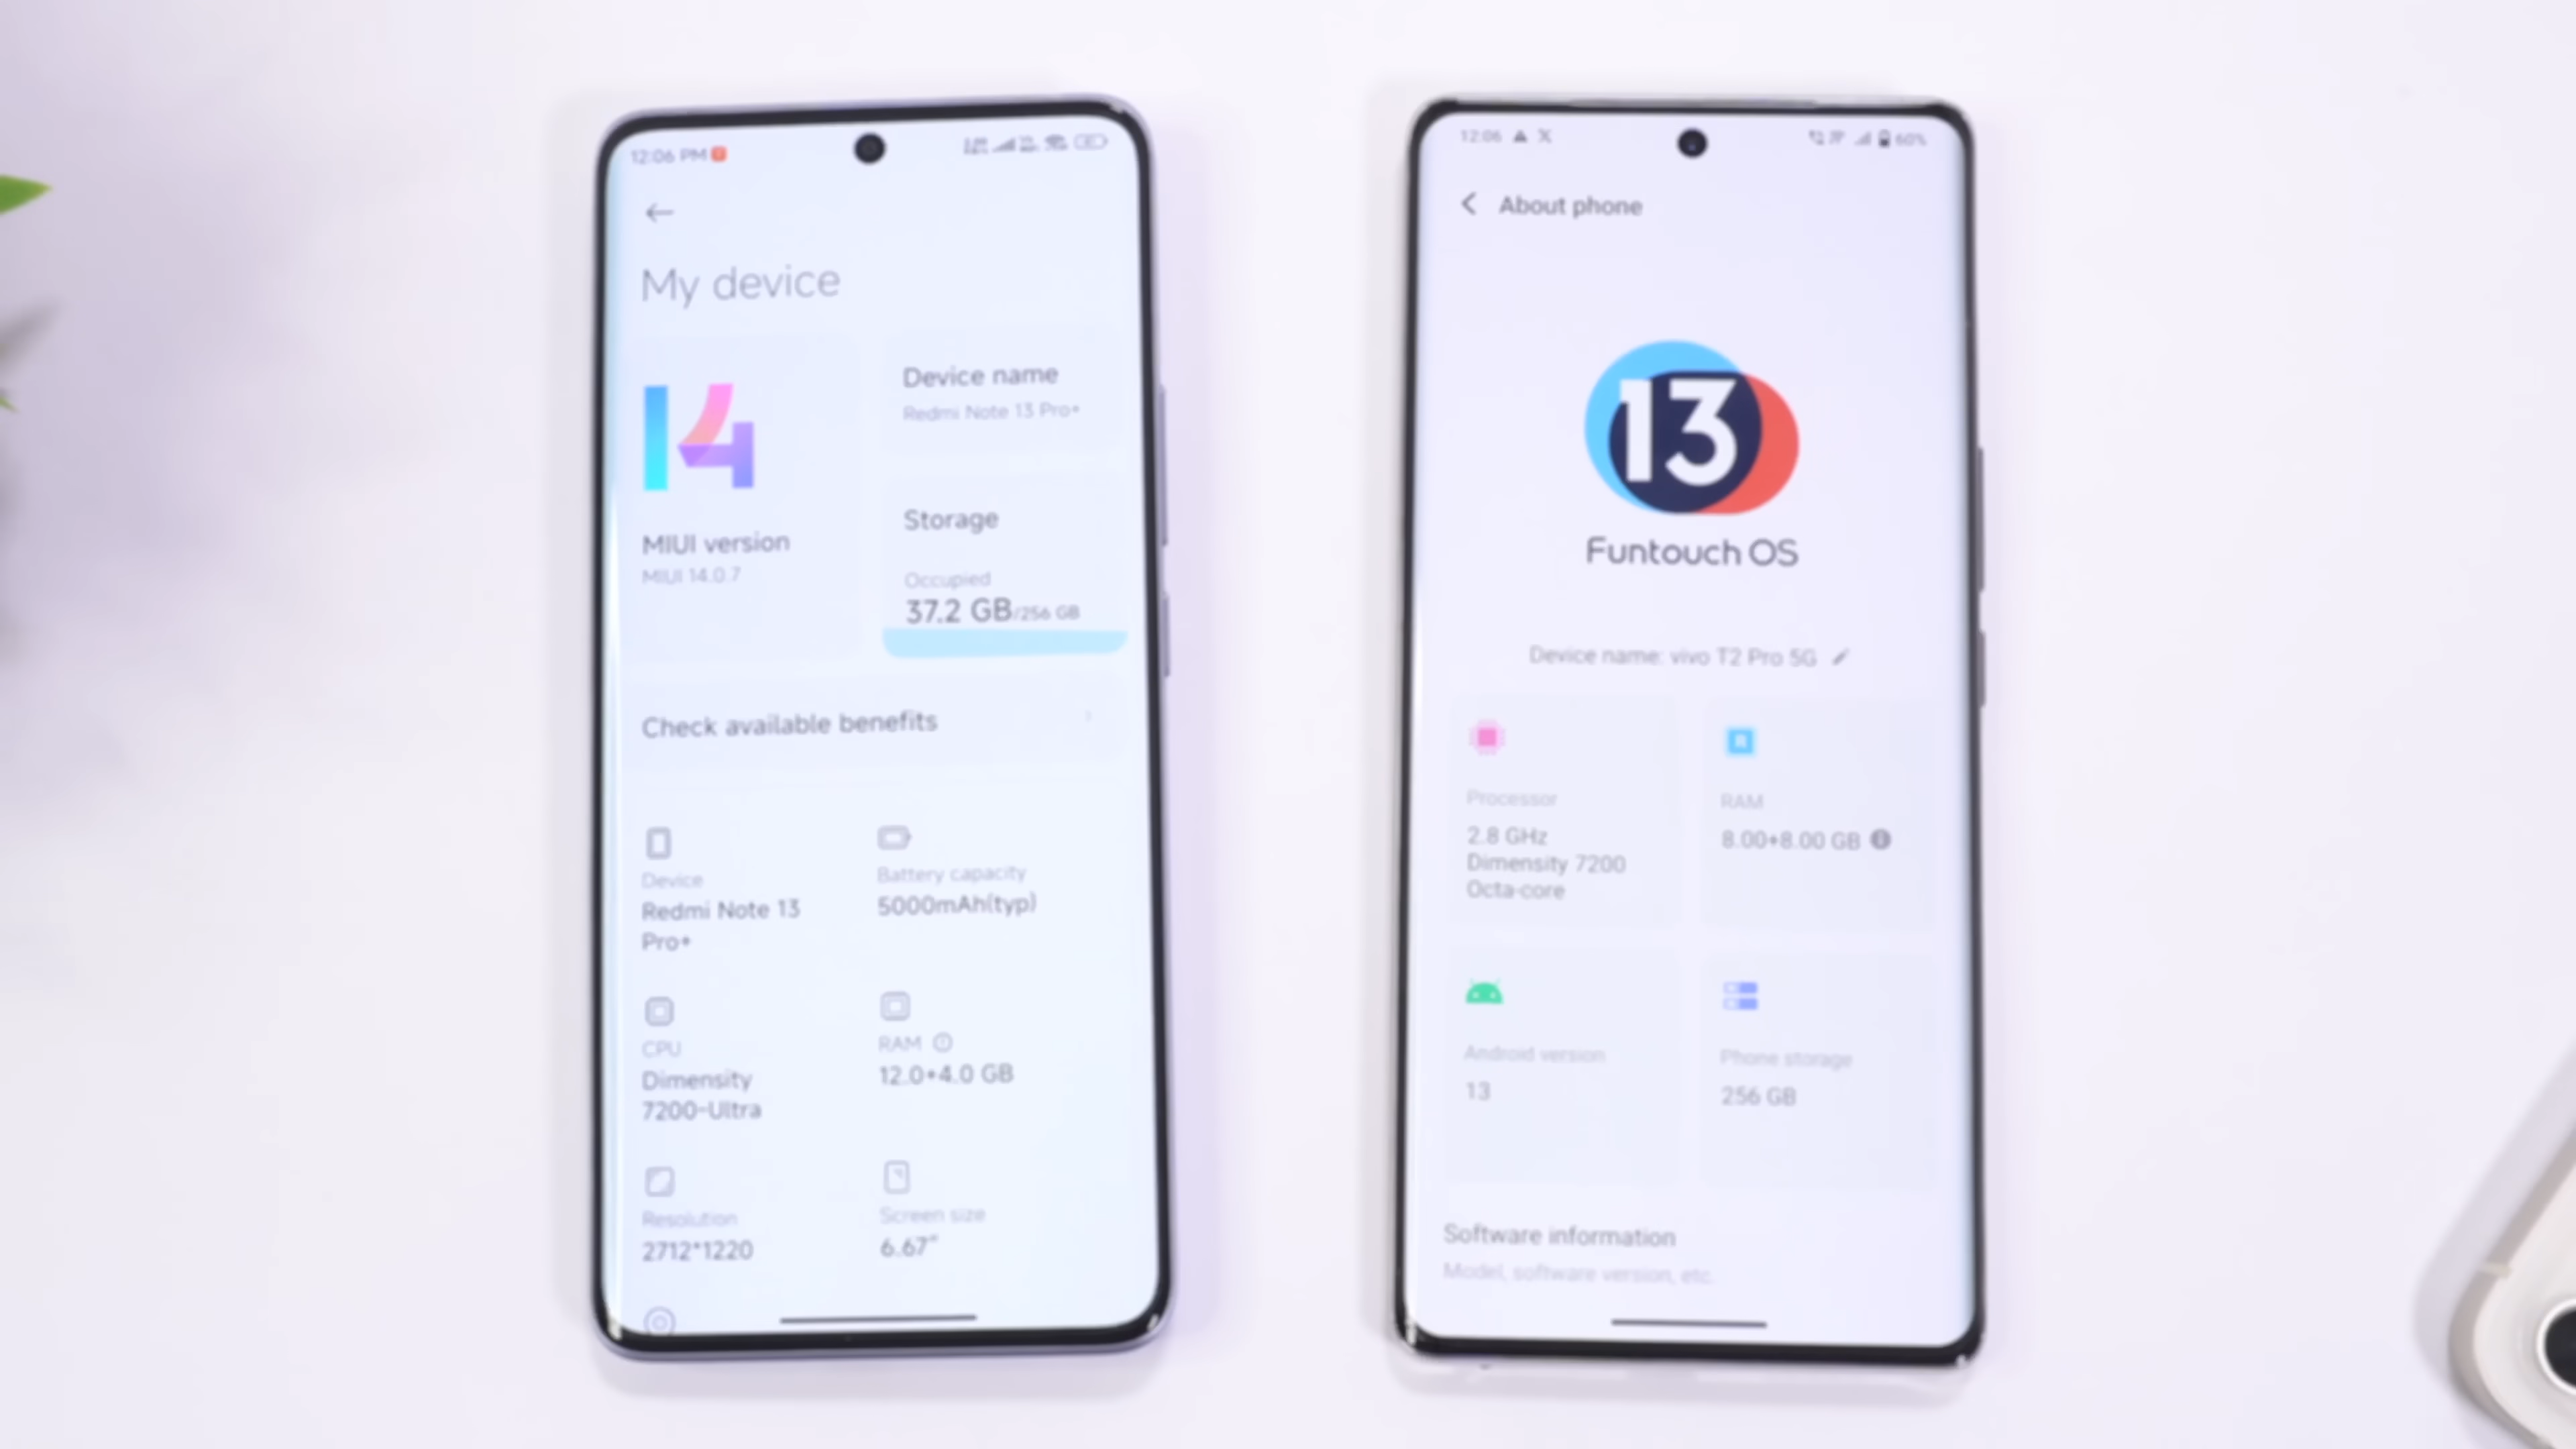 12:06 PM
My device
14
MIUI version
MIUI 14.0.7
Device name
Redmi Note 13 Pro+
Storage
Occupied
37.2 GB/256 GB
Check available benefits
Device
Redmi Note 13
Pro+
Battery capacity
5000mAh(typ)
CPU
Dimensity
7200-Ultra
RAM
12.0+4.0 GB
Resolution
2712*1220
Screen size
6.67"
12:06
60%
About phone
13
Funtouch OS
Device name: vivo T2 Pro 5G
Processor
2.8 GHz
Dimensity 7200
Octa-core
RAM
8.00+8.00 GB
Android version
13
Phone storage
256 GB
Software information
Model, software version, etc.